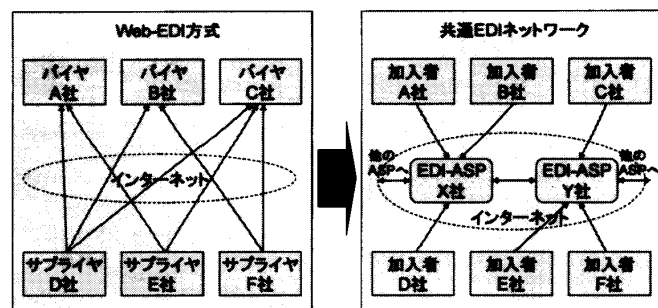 Web-EDI方式
バイヤ
A社
バイヤ
B社
バイヤ
C社
インターネット
サプライヤ
D社
サプライヤ
E社
サプライヤ
F社
共通EDIネットワーク
加入者
A社
加入者
B社
加入者
C社
他の
ASPへ
EDI-ASP
X社
EDI-ASP
Y社
他の
ASPへ
インターネット
加入者
D社
加入者
E社
加入者
F社